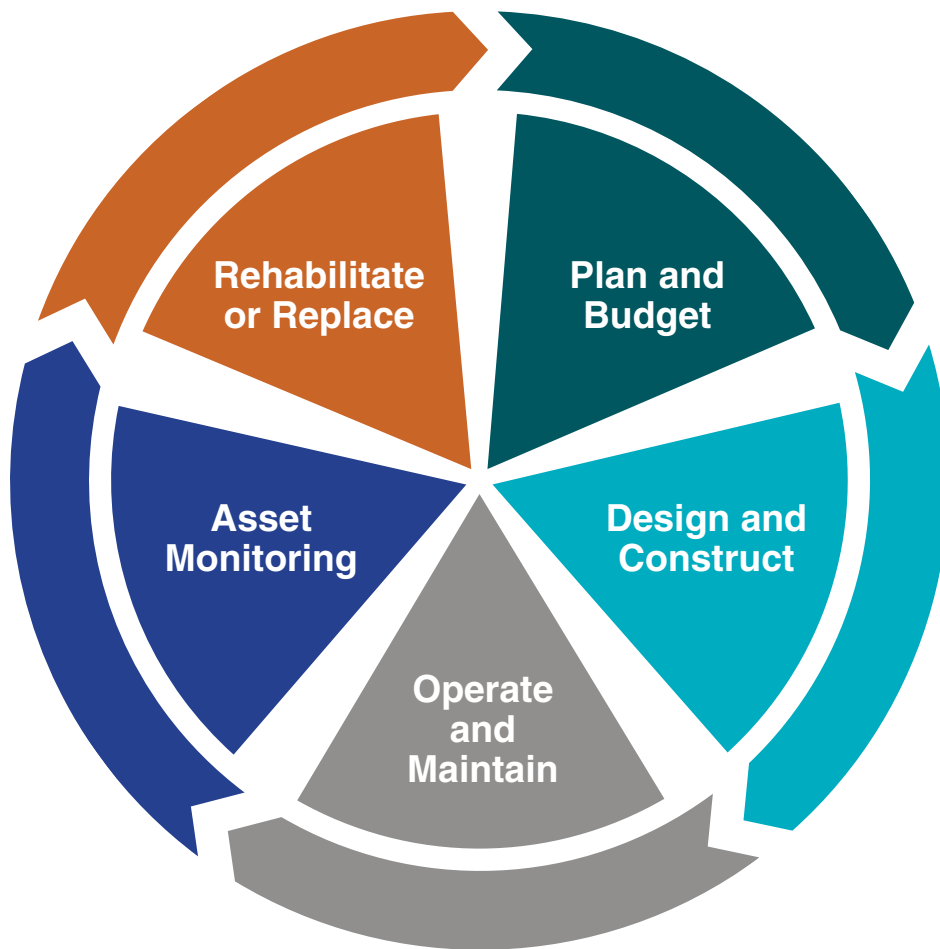 Rehabilitate
or Replace
Plan and
Budget
Asset
Monitoring
Design and
Construct
Operate
and
Maintain